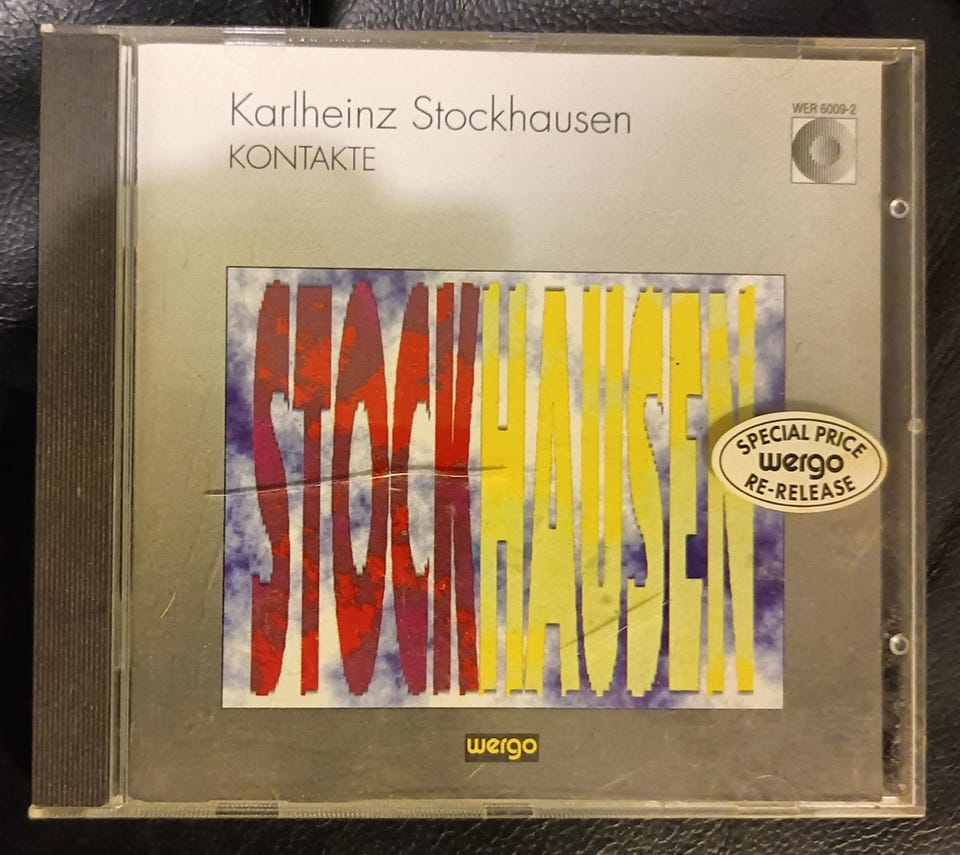 Karlheinz Stockhausen
KONTAKTE
WER 6009-2
STOCKHAUSEN
SPECIAL PRICE
wergo
RE-RELEASE
wergo